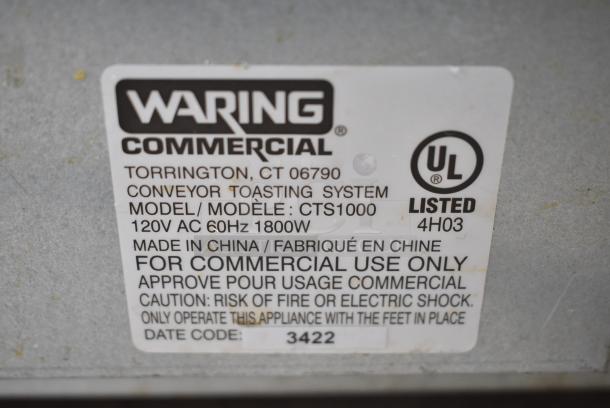 WARING
COMMERCIAL®
TORRINGTON, CT 06790
CONVEYOR TOASTING SYSTEM
MODEL/ MODÈLE: CTS1000
120V AC 60Hz 1800W
MADE IN CHINA / FABRIQUÉ EN CHINE
FOR COMMERCIAL USE ONLY
APPROVE POUR USAGE COMMERCIAL
CAUTION: RISK OF FIRE OR ELECTRIC SHOCK.
ONLY OPERATE THIS APPLIANCE WITH THE FEET IN PLACE
DATE CODE: 3422
UL®
LISTED
4H03